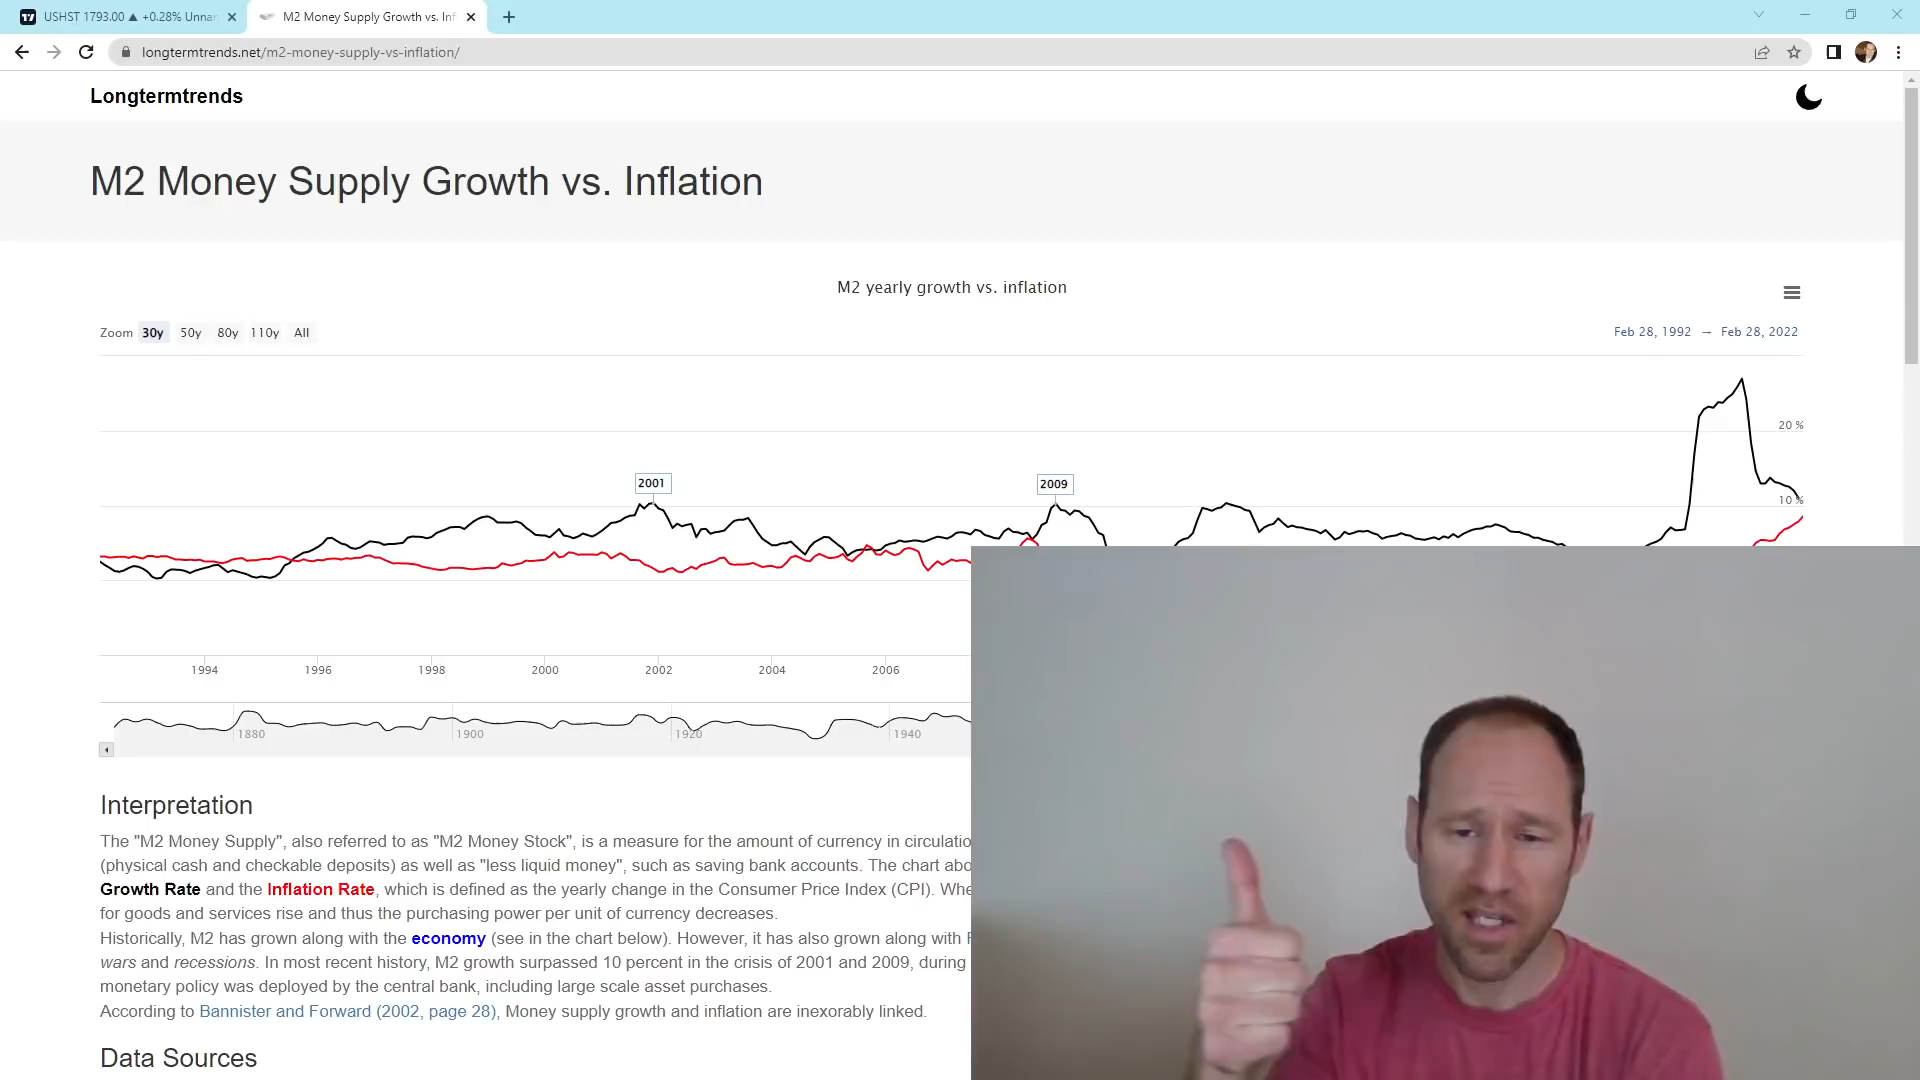 USHST 1793.00 ▲ +0.28% Unnar
M2 Money Supply Growth vs. Inf
longtermtrends.net/m2-money-supply-vs-inflation/
Longtermtrends
M2 Money Supply Growth vs. Inflation
M2 yearly growth vs. inflation
Zoom 30y 50y 80y 110y All
Feb 28, 1992 → Feb 28, 2022
20 %
2001
2009
10 %
1994 1996 1998 2000 2002 2004 2006
1880 1900 1920 1940
Interpretation
The "M2 Money Supply", also referred to as "M2 Money Stock", is a measure for the amount of currency in circulatio
(physical cash and checkable deposits) as well as "less liquid money", such as saving bank accounts. The chart abo
Growth Rate and the Inflation Rate, which is defined as the yearly change in the Consumer Price Index (CPI). Whe
for goods and services rise and thus the purchasing power per unit of currency decreases.
Historically, M2 has grown along with the economy (see in the chart below). However, it has also grown along with F
wars and recessions. In most recent history, M2 growth surpassed 10 percent in the crisis of 2001 and 2009, during
monetary policy was deployed by the central bank, including large scale asset purchases.
According to Bannister and Forward (2002, page 28), Money supply growth and inflation are inexorably linked.
Data Sources